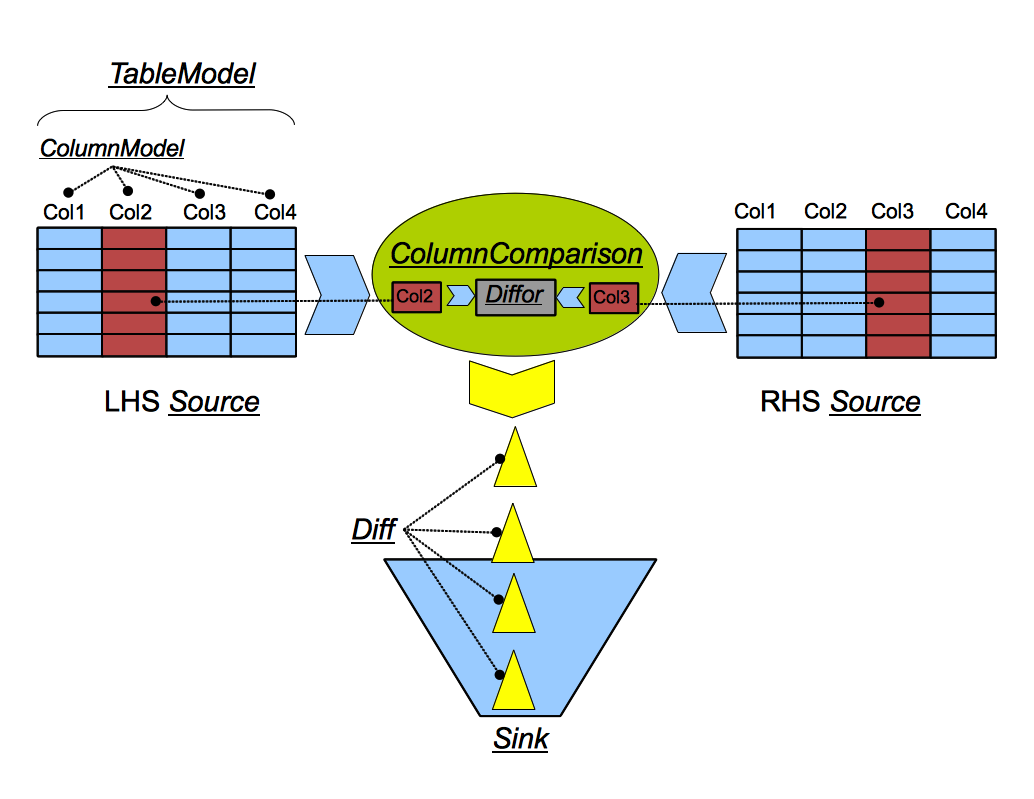 TableModel
ColumnModel
Col1 Col2 Col3 Col4
Col1 Col2 Col3 Col4
ColumnComparison
Col2 Diffor Col3
LHS Source
RHS Source
Diff
Sink